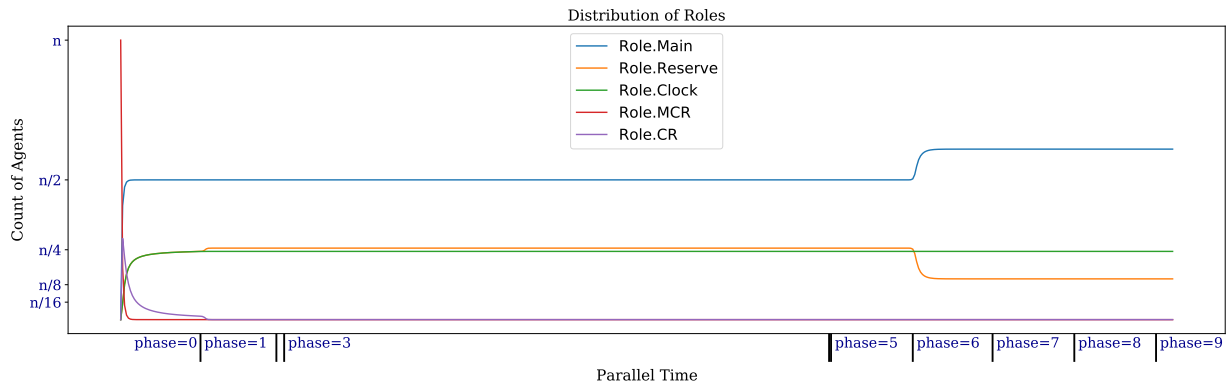 Distribution of Roles
n
n/2
n/4
n/8
n/16
Count of Agents
Role.Main
Role.Reserve
Role.Clock
Role.MCR
Role.CR
phase=0 phase=1 phase=3 phase=5 phase=6 phase=7 phase=8 phase=9
Parallel Time